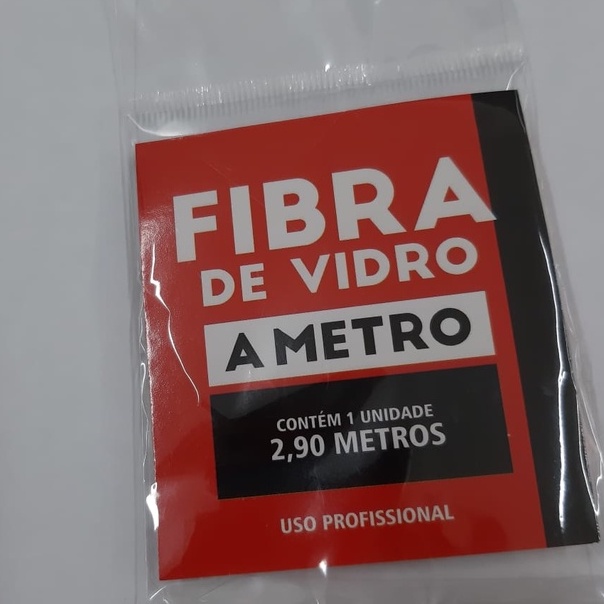 FIBRA
DE VIDRO
A METRO
CONTÉM 1 UNIDADE
2,90 METROS
USO PROFISSIONAL